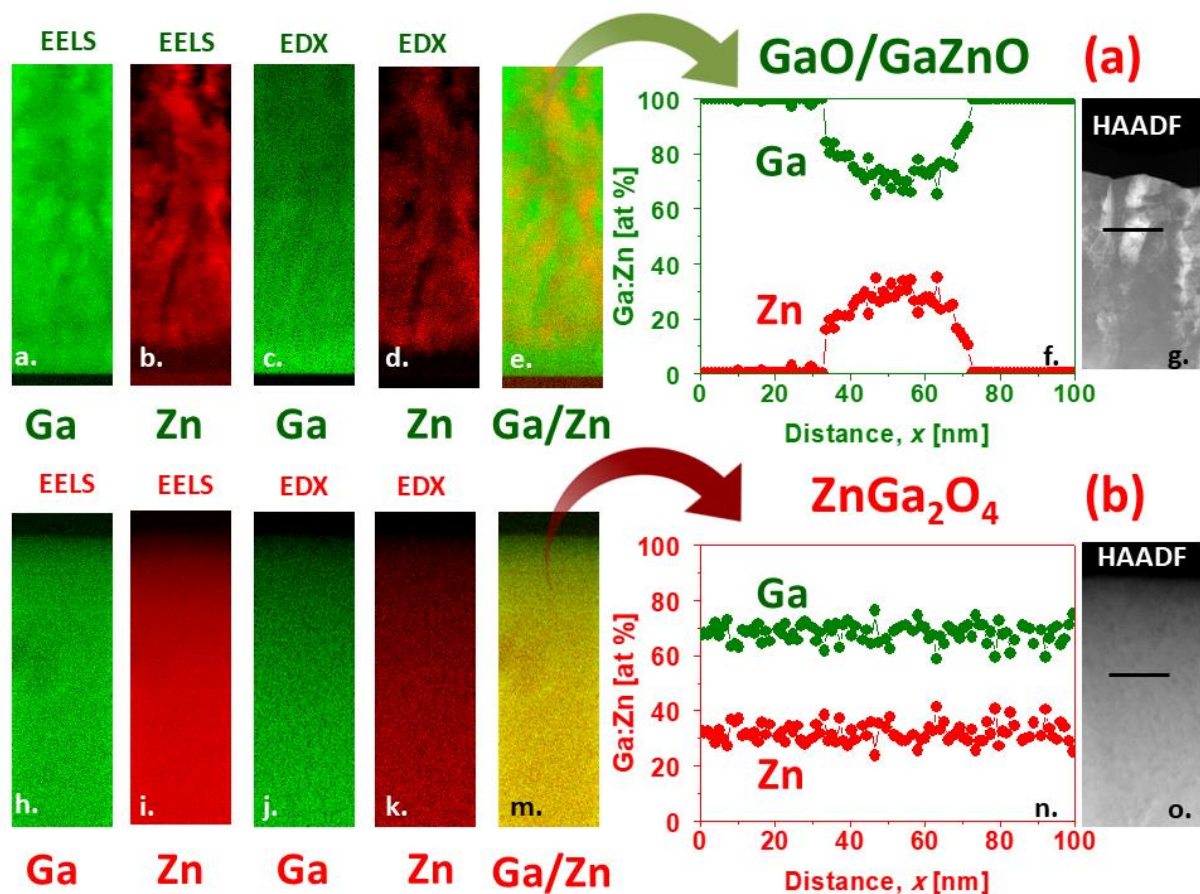 EELS EELS EDX EDX
GaO/GaZnO (a)
a. b. c. d. e.
Ga Zn Ga Zn Ga/Zn
100
80
60
40
20
0
Ga:Zn [at %]
Ga
Zn
f.
0 20 40 60 80 100
Distance, x [nm]
HAADF
g.
EELS EELS EDX EDX
ZnGa₂O₄ (b)
h. i. j. k. m.
Ga Zn Ga Zn Ga/Zn
100
80
60
40
20
0
Ga:Zn [at %]
Ga
Zn
n.
0 20 40 60 80 100
Distance, x [nm]
HAADF
o.